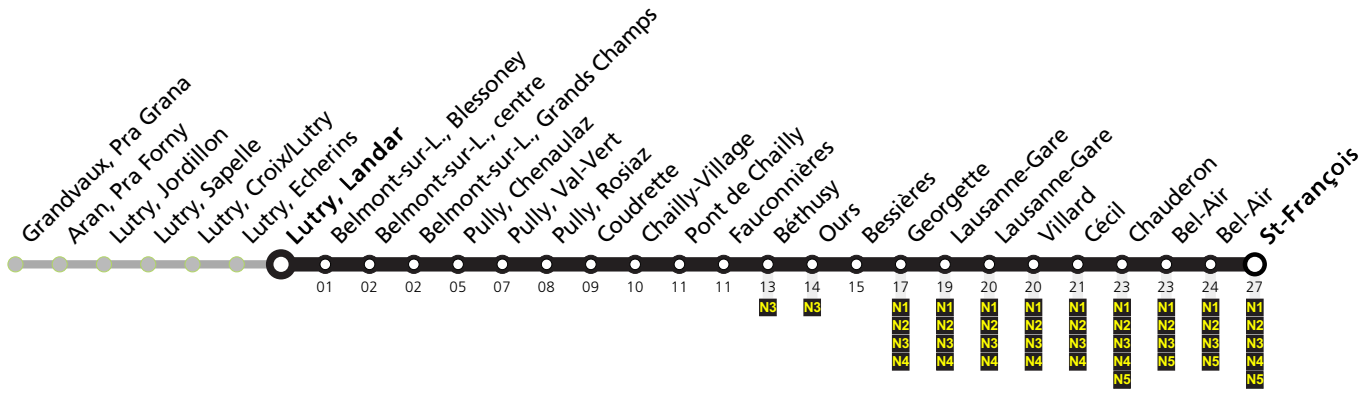 Grandvaux, Pra Grana
Aran, Pra Forny
Lutry, Jordillon
Lutry, Sapelle
Lutry, Croix/Lutry
Lutry, Echerins
Lutry, Landar
Belmont-sur-L., Blessoney
Belmont-sur-L., centre
Belmont-sur-L., Grands Champs
Pully, Chenaulaz
Pully, Val-Vert
Pully, Rosiaz
Coudrette
Chailly-Village
Pont de Chailly
Fauconnières
Béthusy
Ours
Bessières
Georgette
Lausanne-Gare
Lausanne-Gare
Villard
Cécil
Chauderon
Bel-Air
Bel-Air
St-François
01 02 02 05 07 08 09 10 11 11 13 14 15 17 19 20 20 21 23 23 24 27
N3 N3 N1 N1 N1 N1 N1 N1 N1 N1 N1
N2 N2 N2 N2 N2 N2 N2 N2 N2
N3 N3 N3 N3 N3 N3 N3 N3 N3
N4 N4 N4 N4 N4 N4 N5 N5 N4
N5 N5